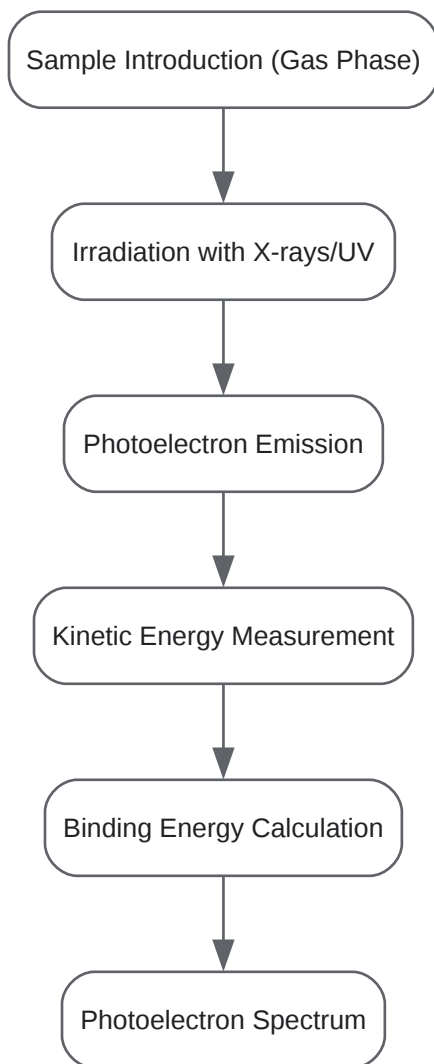 Sample Introduction (Gas Phase)
Irradiation with X-rays/UV
Photoelectron Emission
Kinetic Energy Measurement
Binding Energy Calculation
Photoelectron Spectrum